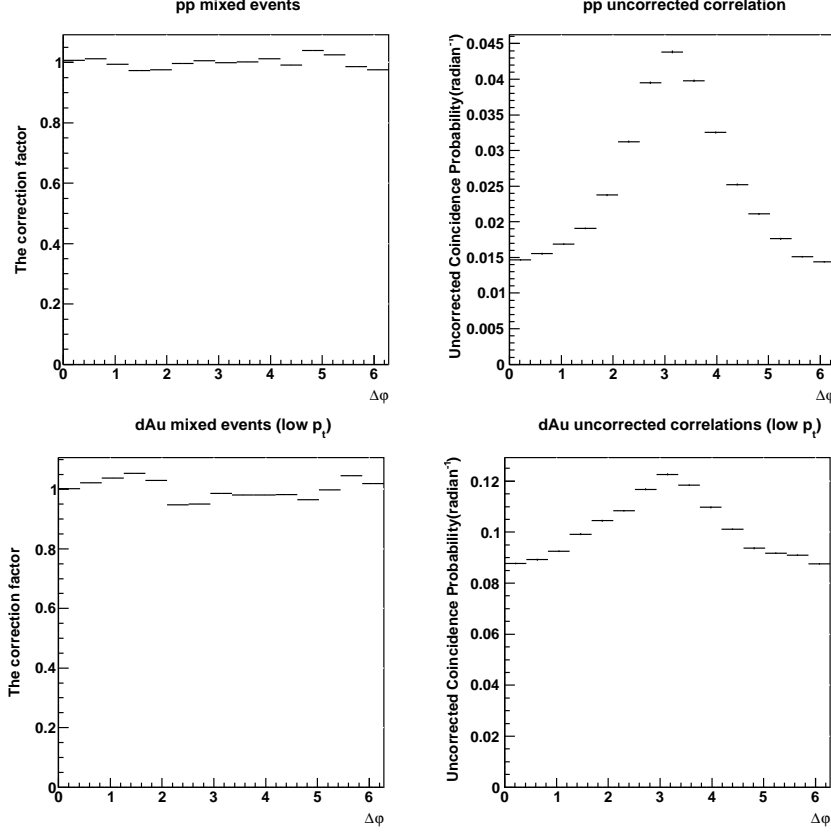 pp mixed events
The correction factor
0
0.2
0.4
0.6
0.8
1
0 1 2 3 4 5 6
Δφ
pp uncorrected correlation
Uncorrected Coincidence Probability(radian⁻¹)
0
0.005
0.01
0.015
0.02
0.025
0.03
0.035
0.04
0.045
0 1 2 3 4 5 6
Δφ
dAu mixed events (low pₜ)
The correction factor
0
0.2
0.4
0.6
0.8
1
0 1 2 3 4 5 6
Δφ
dAu uncorrected correlations (low pₜ)
Uncorrected Coincidence Probability(radian⁻¹)
0
0.02
0.04
0.06
0.08
0.1
0.12
0 1 2 3 4 5 6
Δφ